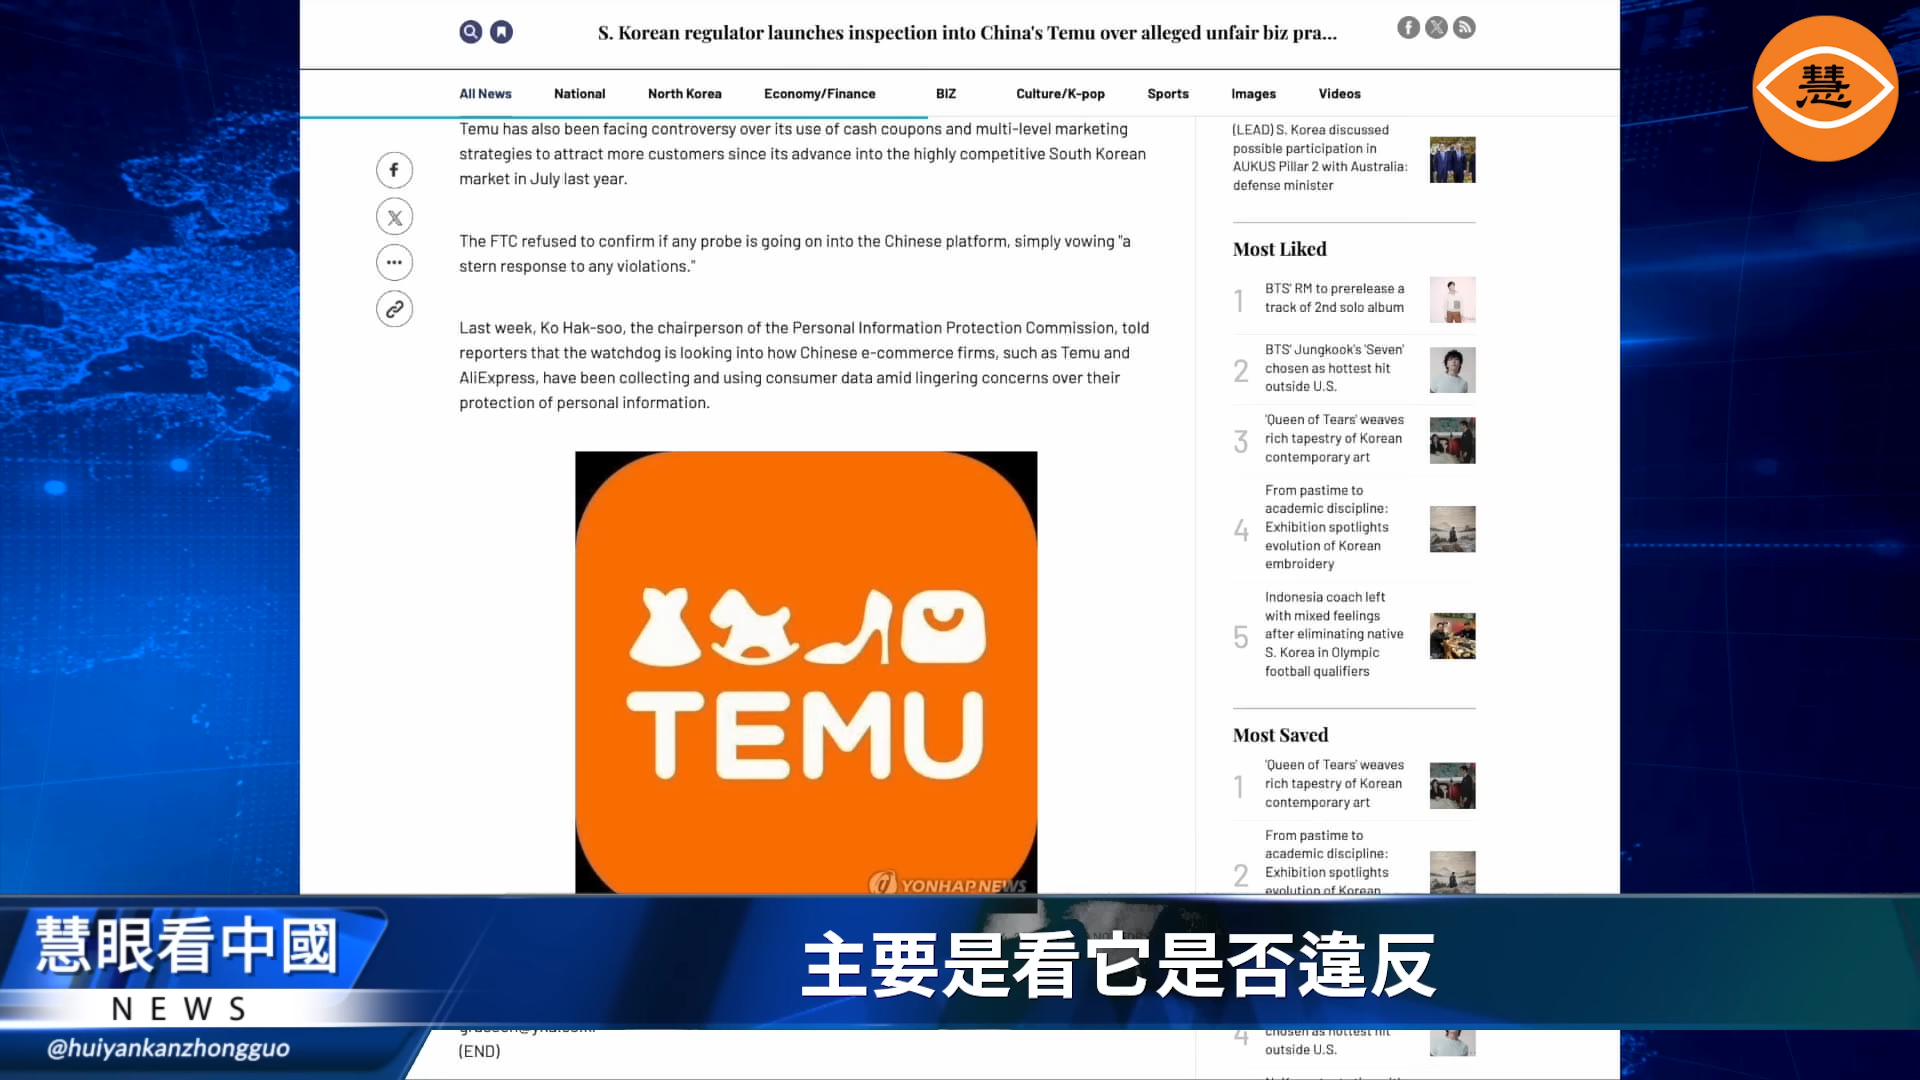 S. Korean regulator launches inspection into China's Temu over alleged unfair biz pra...
慧
All News National North Korea Economy/Finance BIZ Culture/K-pop Sports Images Videos
Temu has also been facing controversy over its use of cash coupons and multi-level marketing
strategies to attract more customers since its advance into the highly competitive South Korean
market in July last year.
The FTC refused to confirm if any probe is going on into the Chinese platform, simply vowing "a
stern response to any violations."
Last week, Ko Hak-soo, the chairperson of the Personal Information Protection Commission, told
reporters that the watchdog is looking into how Chinese e-commerce firms, such as Temu and
AliExpress, have been collecting and using consumer data amid lingering concerns over their
protection of personal information.
TEMU
YONHAP NEWS
(END)
(LEAD) S. Korea discussed
possible participation in
AUKUS Pillar 2 with Australia:
defense minister
Most Liked
1
BTS' RM to prerelease a
track of 2nd solo album
2
BTS' Jungkook's 'Seven'
chosen as hottest hit
outside U.S.
3
'Queen of Tears' weaves
rich tapestry of Korean
contemporary art
4
From pastime to
academic discipline:
Exhibition spotlights
evolution of Korean
embroidery
5
Indonesia coach left
with mixed feelings
after eliminating native
S. Korea in Olympic
football qualifiers
Most Saved
1
'Queen of Tears' weaves
rich tapestry of Korean
contemporary art
2
From pastime to
academic discipline:
Exhibition spotlights
evolution of Korean
4
chosen as hottest hit
outside U.S.
慧眼看中國
NEWS
@huiyankanzhongguo
主要是看它是否違反